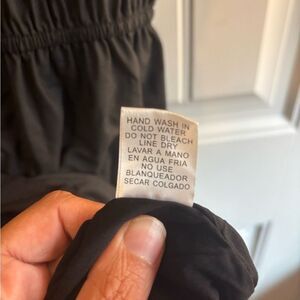 HAND WASH IN
COLD WATER
DO NOT BLEACH
LINE DRY
LAVAR A MANO
EN AGUA FRIA
NO USE
BLANQUEADOR
SECAR COLGADO